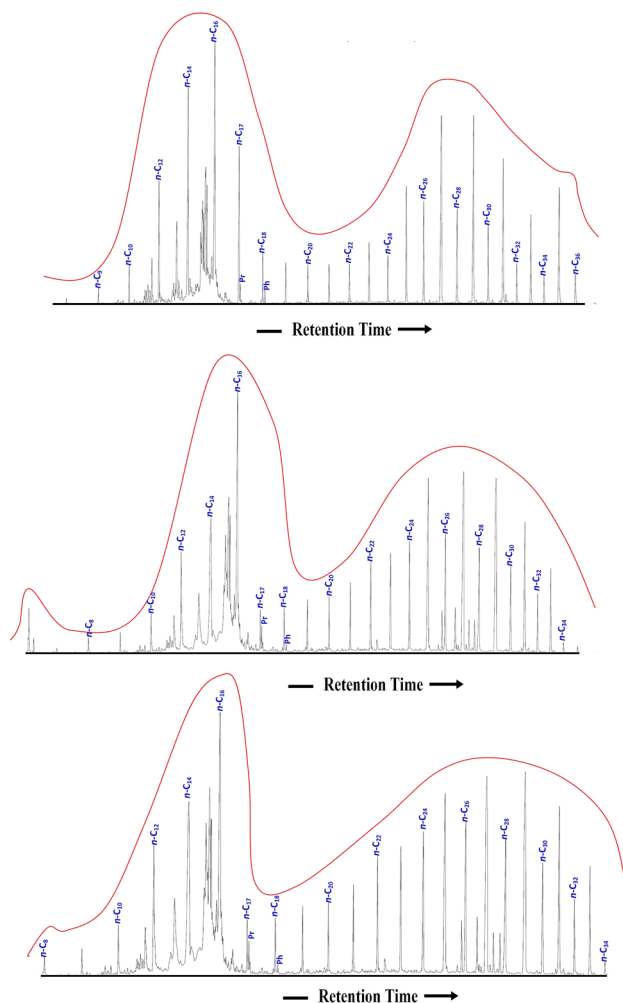 n-C9
n-C10
n-C12
n-C14
n-C16
n-C17
Pr
n-C18
Ph
n-C20
n-C22
n-C24
n-C26
n-C28
n-C30
n-C32
n-C34
n-C36
Retention Time
n-C8
n-C10
n-C12
n-C14
n-C16
n-C17
Pr
n-C18
Ph
n-C20
n-C22
n-C24
n-C26
n-C28
n-C30
n-C32
n-C34
Retention Time
n-C8
n-C10
n-C12
n-C14
n-C16
n-C17
Pr
n-C18
Ph
n-C20
n-C22
n-C24
n-C26
n-C28
n-C30
n-C32
n-C34
Retention Time